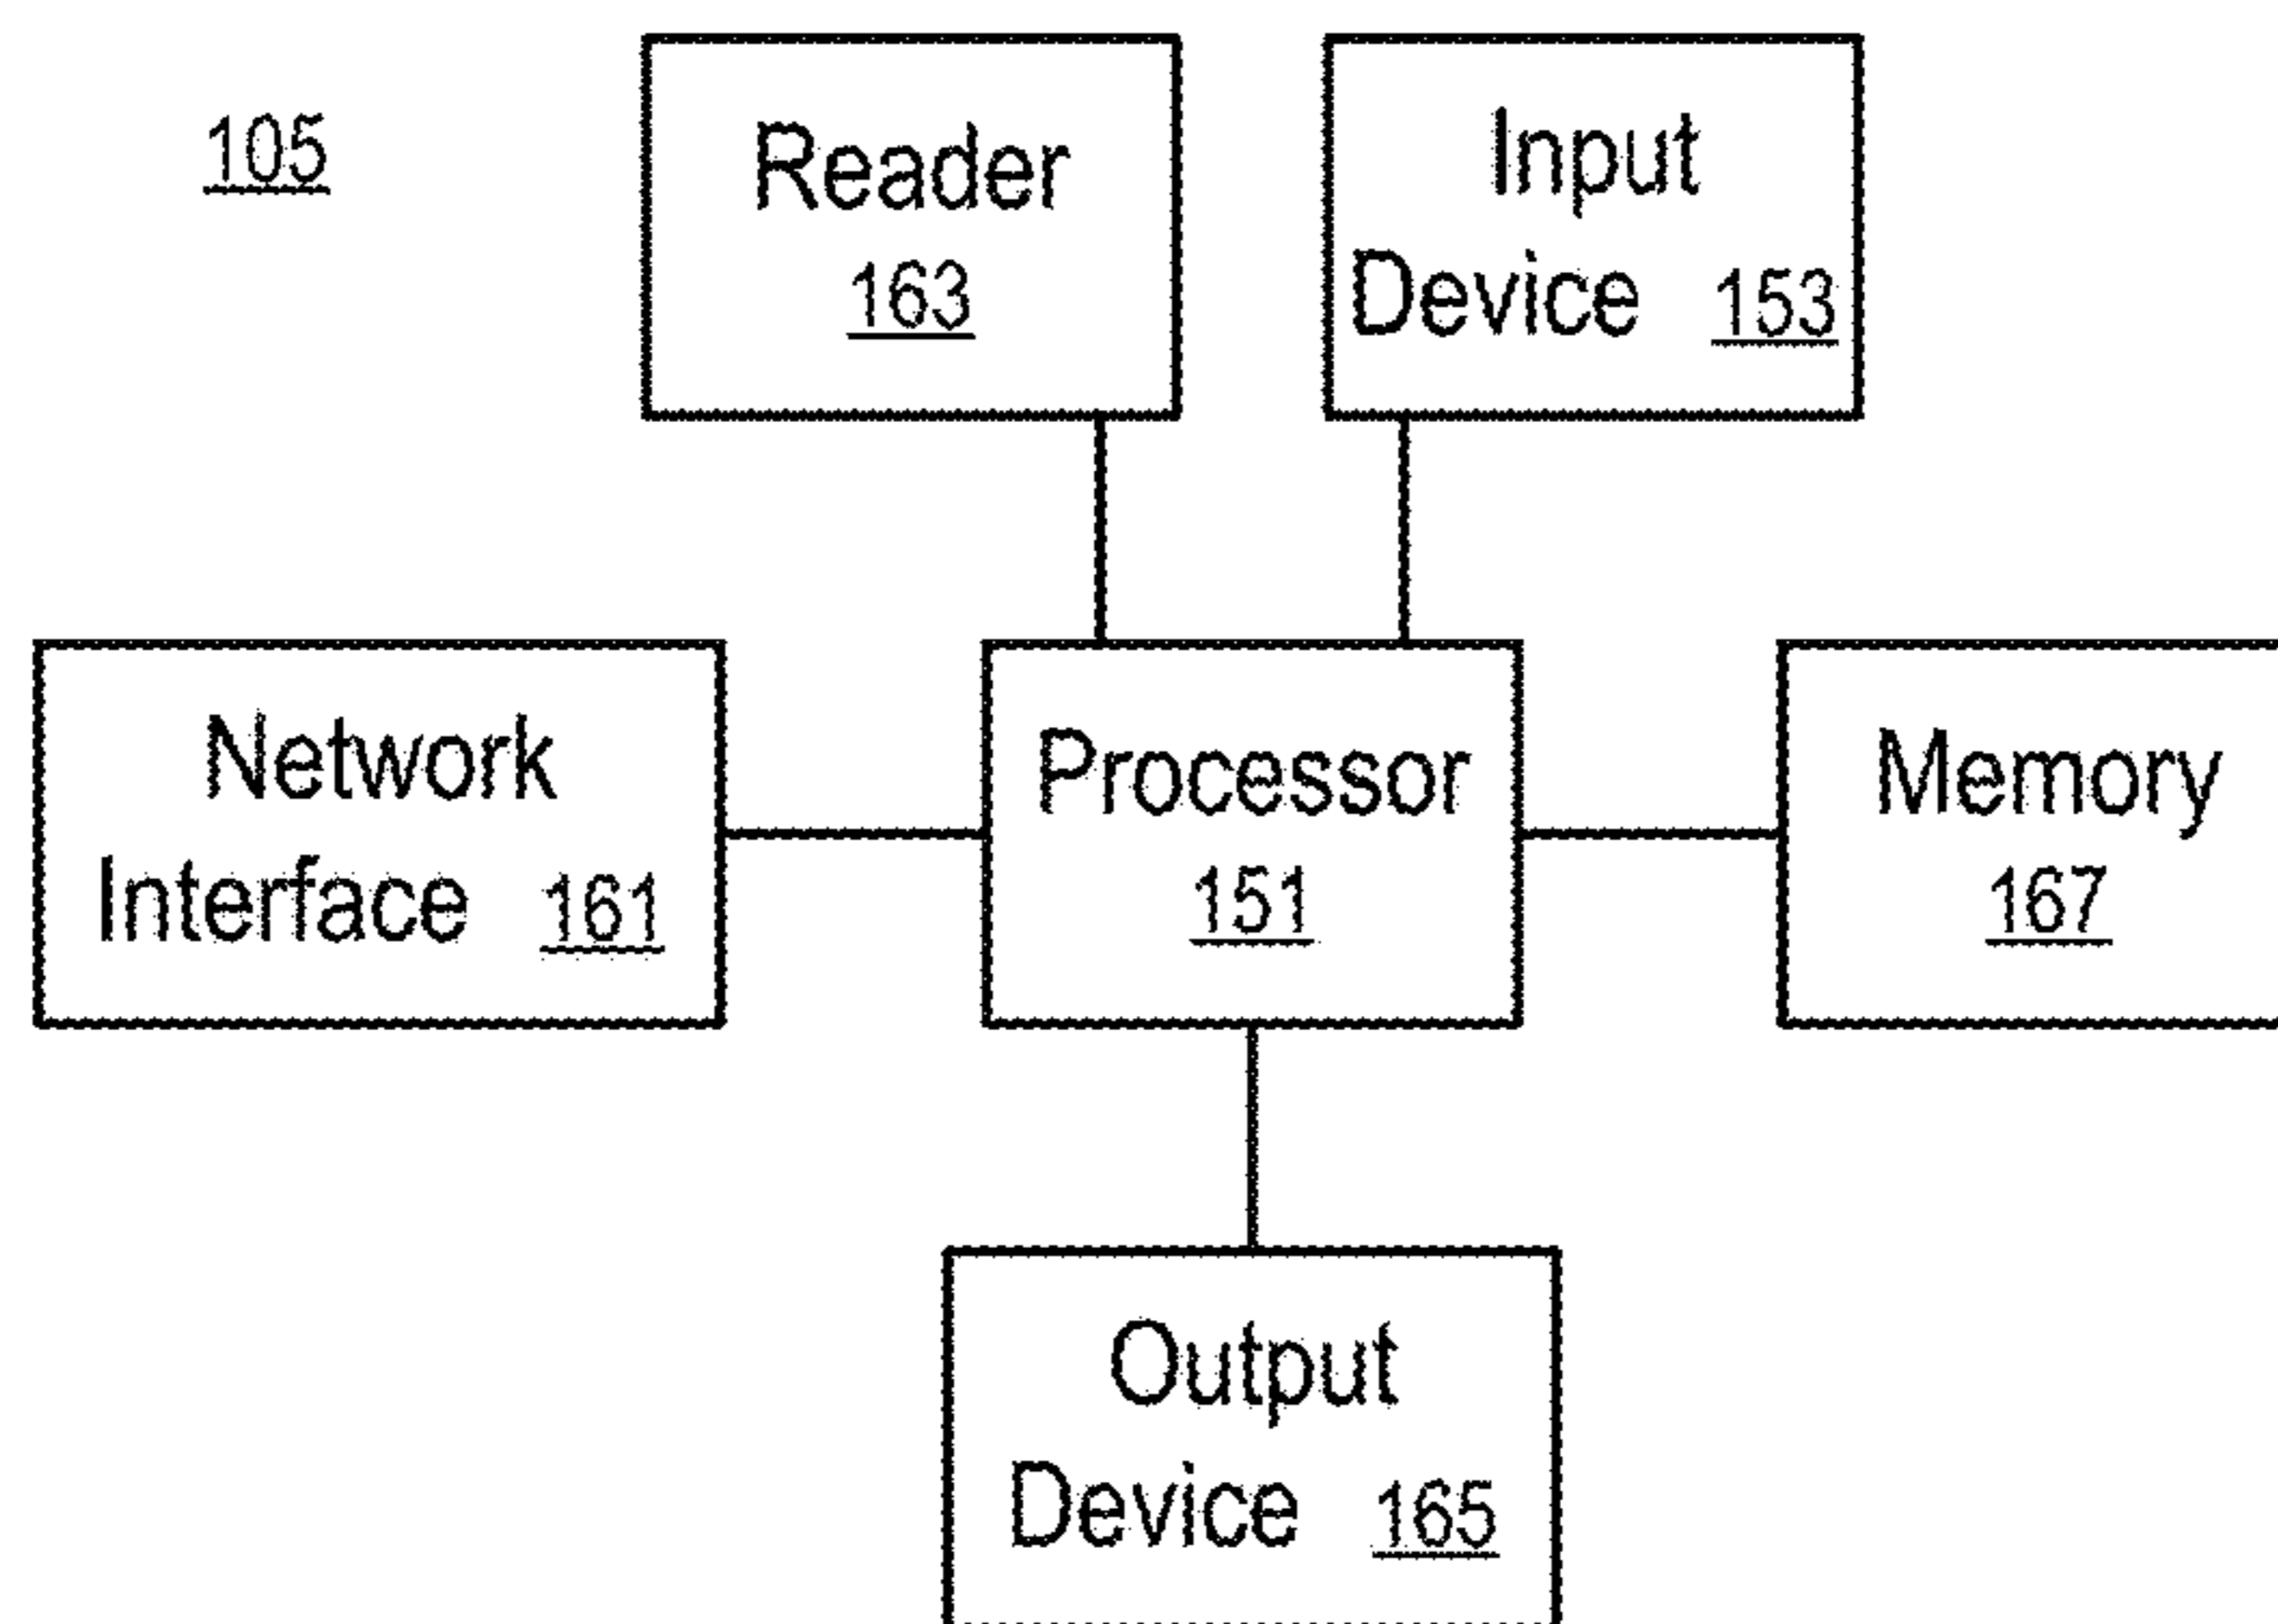 105
Reader
163
Input
Device 153
Network
Interface 161
Processor
151
Memory
167
Output
Device 165